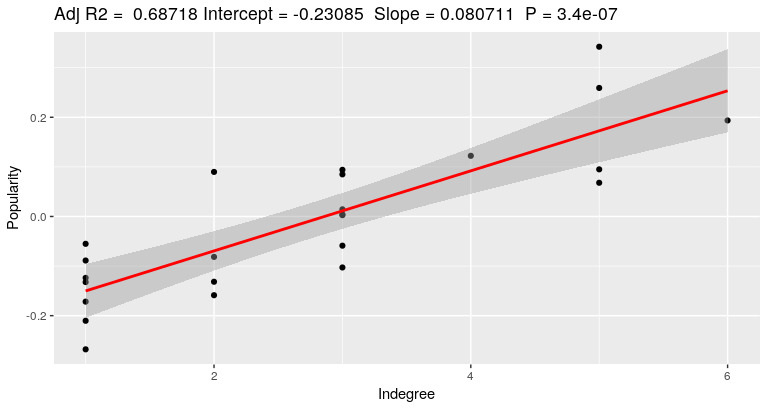 Adj R2 =  0.68718 Intercept = -0.23085  Slope = 0.080711  P = 3.4e-07
Popularity
0.2
0.0
-0.2
2
4
6
Indegree